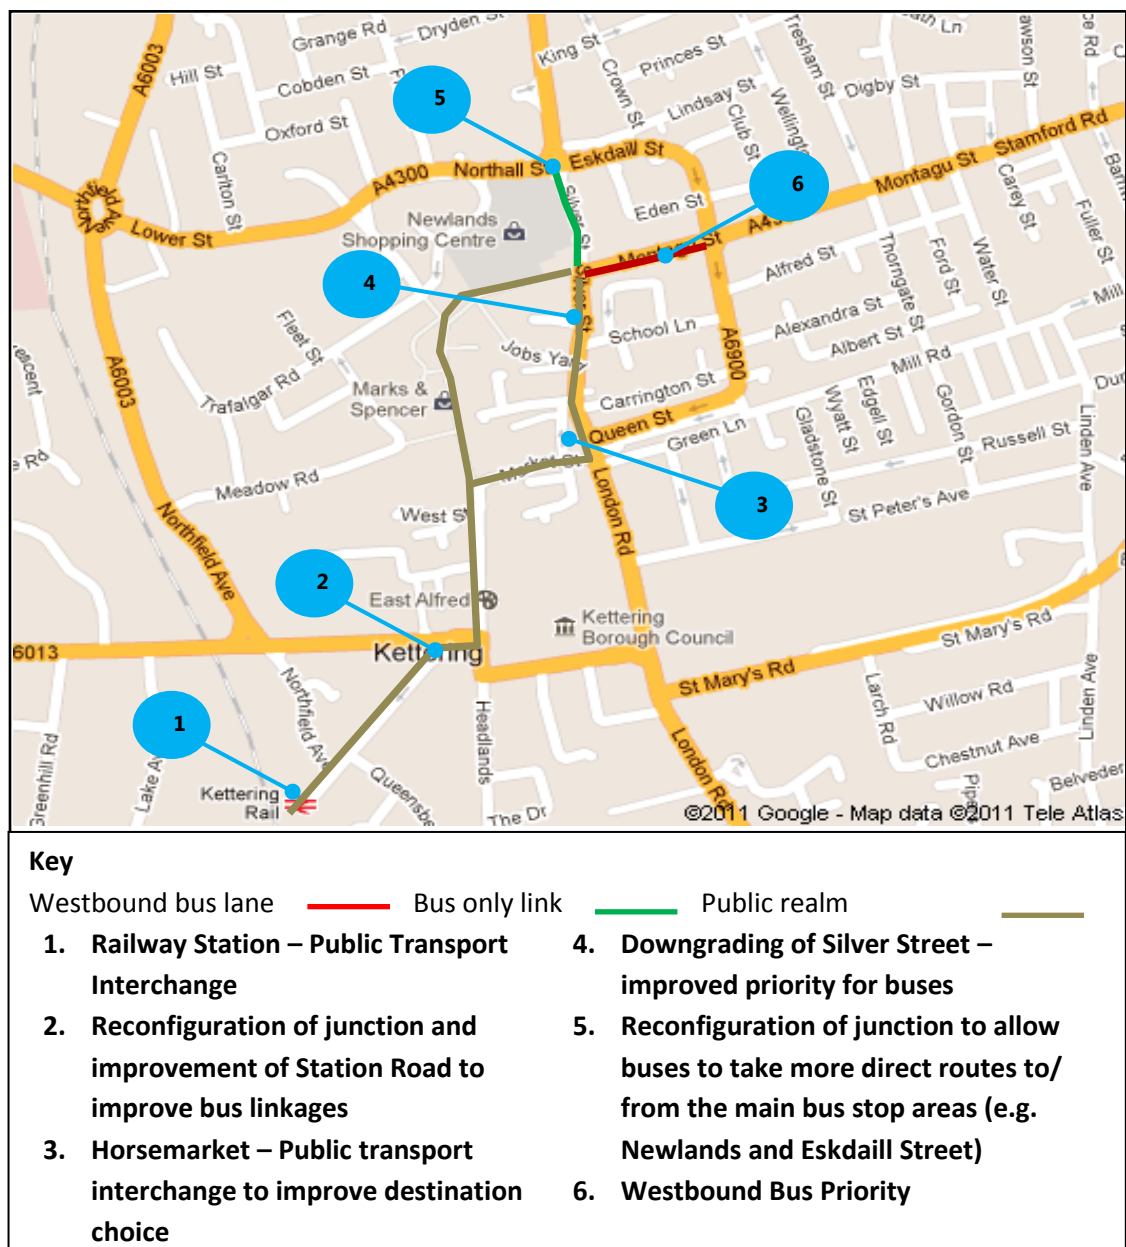 Grange Rd
Dryden St
King St
Crown St
Princes St
Tresham St
Hill St
Cobden St
Oxford St
Carlton St
A6003
Lindsay St
Club St
Digby St
Stamford Rd
5
A4300
Northall St
Eskdaill St
6
Montagu St
Lower St
Newlands
Shopping Centre
Silver St
Eden St
Carey St
Fuller St
Thorngate St
Ford St
Water St
Alfred St
4
Silver St
School Ln
Alexandra St
Albert St
Mill Rd
Fleet St
Jobs Yard
A6900
A6003
Trafalgar Rd
Marks &
Spencer
Carrington St
Queen St
Green Ln
Gladstone St
Wyatt St
Edgell St
Gordon St
Russell St
Linden Ave
Meadow Rd
Market St
3
London Rd
St Peter's Ave
West St
Northfield Ave
2
East Alfred
Kettering
Borough Council
6013
Kettering
St Mary's Rd
St Mary's Rd
Northfield Ave
1
Headlands
Larch Rd
Willow Rd
Linden Ave
Chestnut Ave
London Rd
Greenhill Rd
Kettering
Rail
The Dr
©2011 Google - Map data ©2011 Tele Atlas
Key
Westbound bus lane Bus only link Public realm
1. Railway Station – Public Transport
Interchange
2. Reconfiguration of junction and
improvement of Station Road to
improve bus linkages
3. Horsemarket – Public transport
interchange to improve destination
choice
4. Downgrading of Silver Street –
improved priority for buses
5. Reconfiguration of junction to allow
buses to take more direct routes to/
from the main bus stop areas (e.g.
Newlands and Eskdaill Street)
6. Westbound Bus Priority